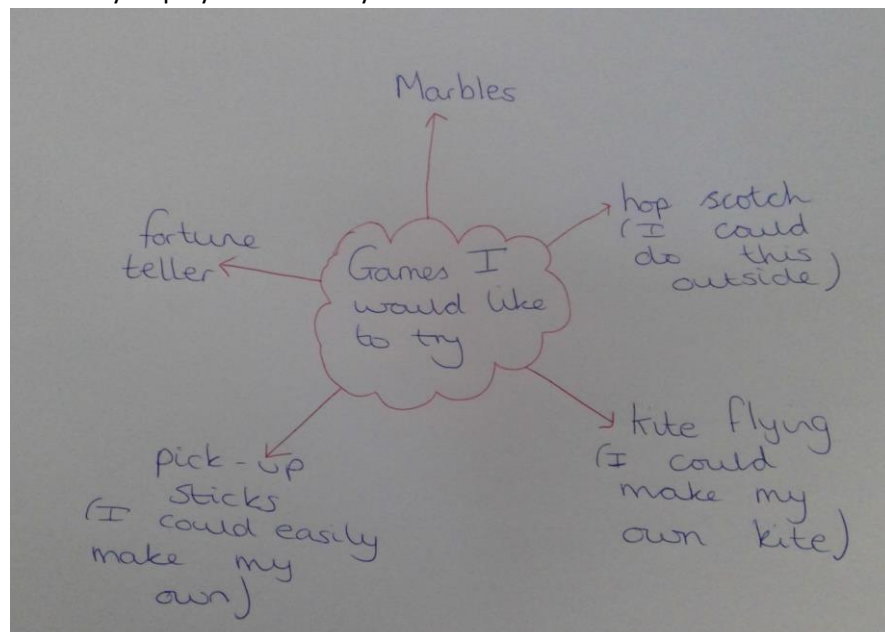 Marbles
hop scotch
(I could
do this
outside)
fortune
teller
Games I
would like
to try
kite flying
(I could
make my
own kite)
pick-up
sticks
(I could easily
make my
own)